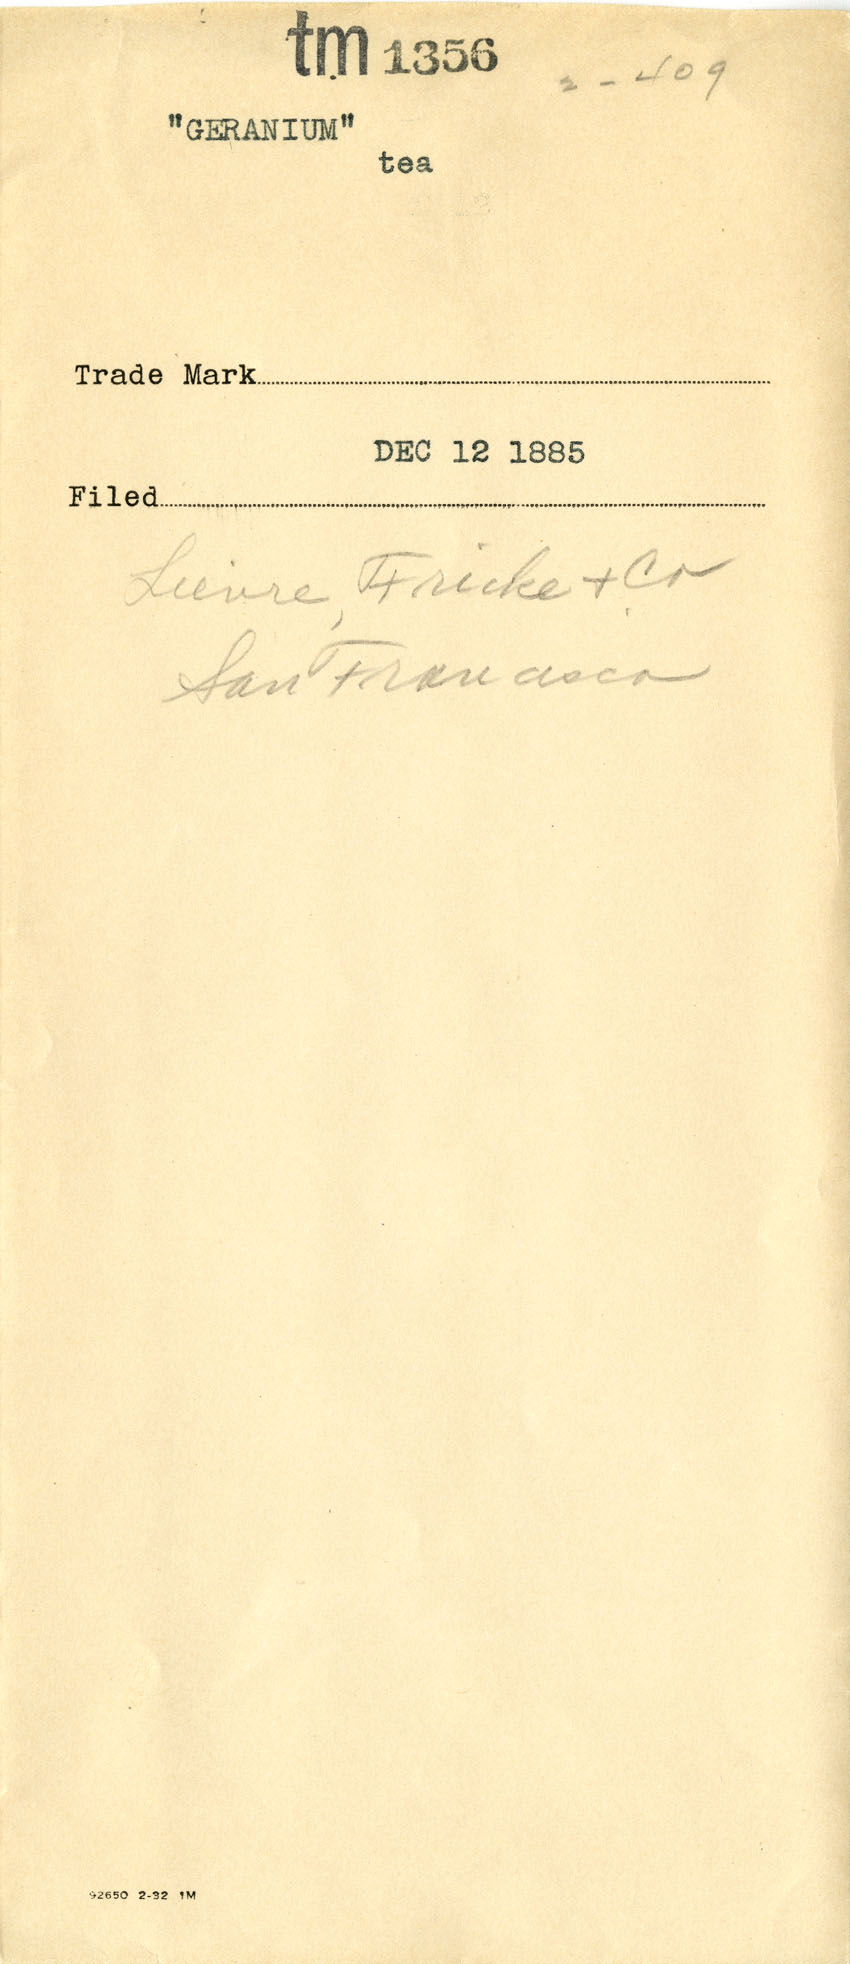 tm 1356
2-409
"GERANIUM"
tea
Trade Mark
DEC 12 1885
Filed
Lievre, Fricke + Co
San Francisco
92650 2-32 1M